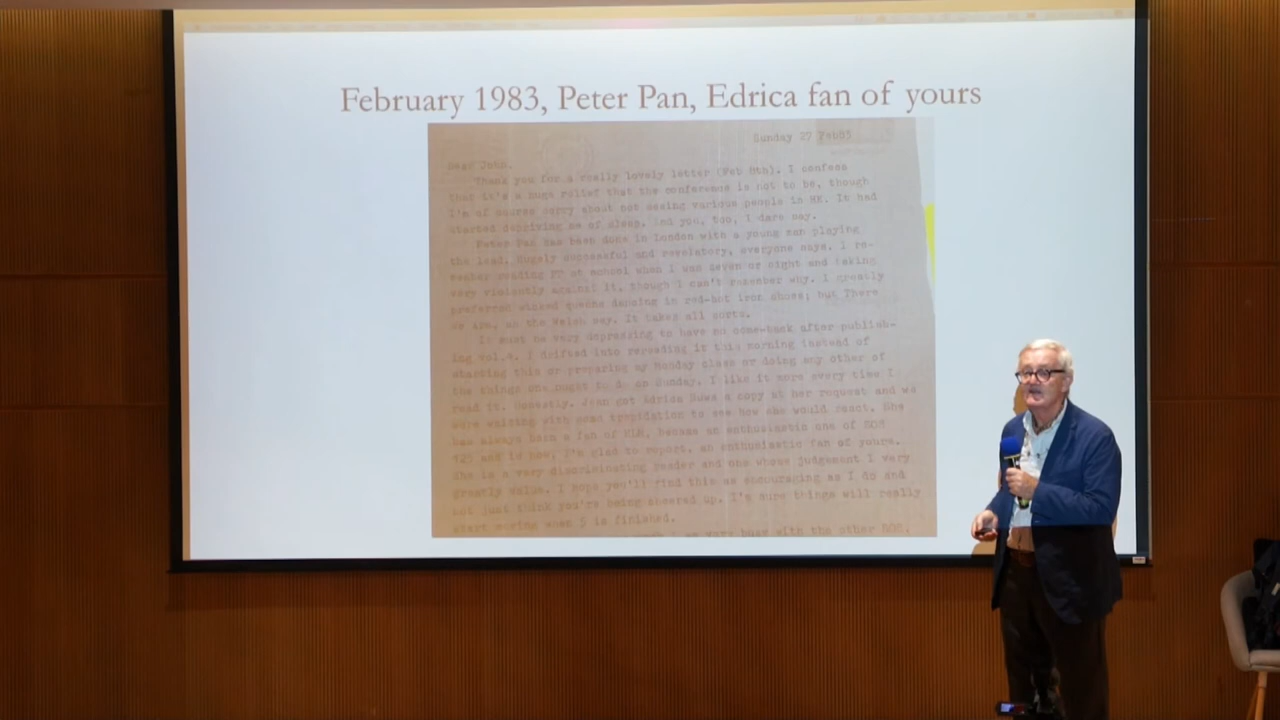 February 1983, Peter Pan, Edrica fan of yours
Sunday 27 Feb83
Dear John,
Thank you for a really lovely letter (Feb 8th). I confess
that it's a huge relief that the conference is not to be, though
I'm of course sorry about not seeing various people in HK. It had
started depriving me of sleep. And you, too, I dare say.
Peter Pan has been done in London with a young man playing
the lead. Hugely successful and revelatory, everyone says. I re-
member reading PP at school when I was seven or eight and taking
very violently against it, though I can't remember why. I greatly
preferred wicked queens dancing in red-hot iron shoes; but There
We Are, as the Welsh say. It takes all sorts.
It must be very depressing to have no come-back after publish-
ing vol.4. I drifted into rereading it this morning instead of
attending this or preparing my Monday class or doing any other of
the things one ought to do on Sunday. I like it more every time I
read it. Honestly. Jean got Edrica Huws a copy at her request and we
were waiting with some trepidation to see how she would react. She
has always been a fan of became an enthusiastic one of
and is now, I'm glad to report, an enthusiastic fan of yours.
She is a very discriminating reader and one whose judgement I very
greatly value. I hope you'll find this as encouraging as I do and
not just think you're being cheered up. I'm sure things will really
start moving when 5 is finished.
very busy with the other